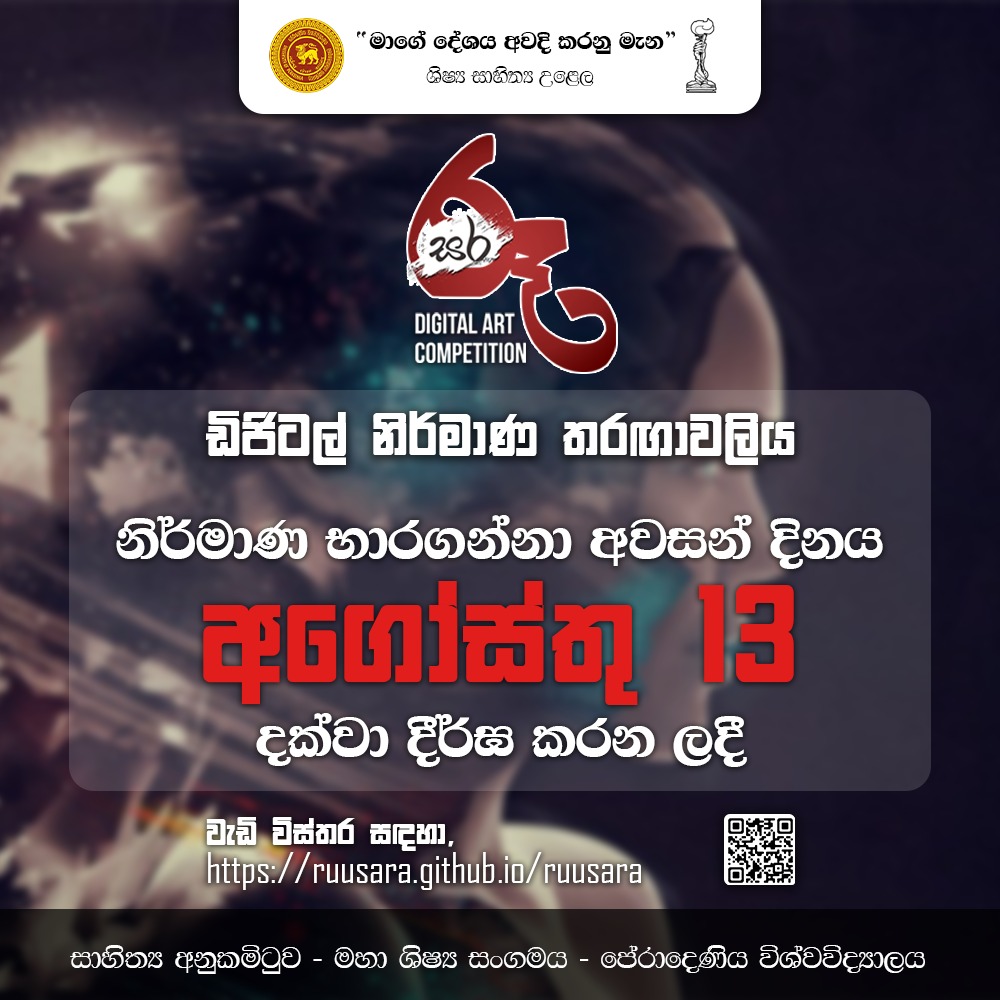 “මාගේ දේශය අවදි කරනු මැන”
ශිෂ්‍ය සාහිත්‍ය උළෙල
රූ
සර
DIGITAL ART
COMPETITION
ඩිජිටල් නිර්මාණ තරඟාවලිය
නිර්මාණ භාරගන්නා අවසන් දිනය
අගෝස්තු 13
දක්වා දීර්ඝ කරන ලදී
වැඩි විස්තර සඳහා,
https://ruusara.github.io/ruusara
සාහිත්‍ය අනුකමිටුව - මහා ශිෂ්‍ය සංගමය - පේරාදෙණිය විශ්වවිද්‍යාලය